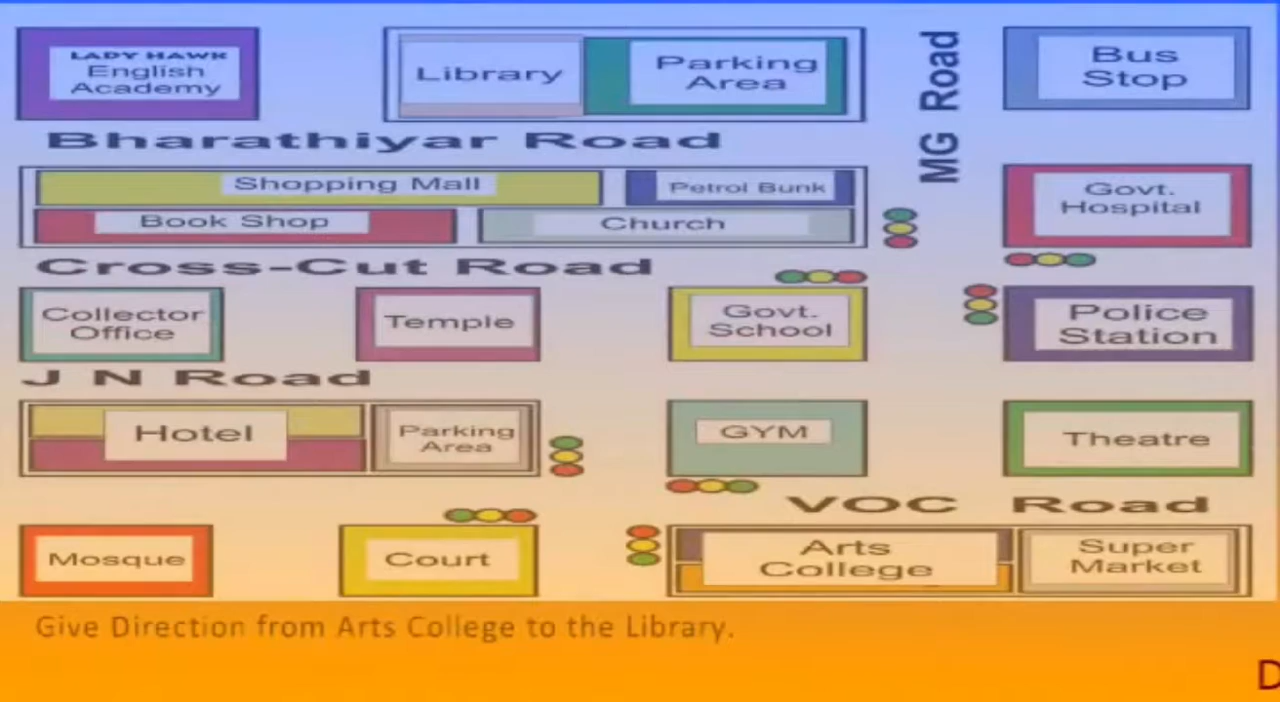 LADY HAWK
English
Academy
Library
Parking
Area
MG Road
Bus
Stop
Bharathiyar Road
Shopping Mall
Petrol Bunk
Govt.
Hospital
Book Shop
Church
Cross-Cut Road
Collector
Office
Temple
Govt.
School
Police
Station
J N Road
Hotel
Parking
Area
GYM
Theatre
VOC Road
Mosque
Court
Arts
College
Super
Market
Give Direction from Arts College to the Library.
D